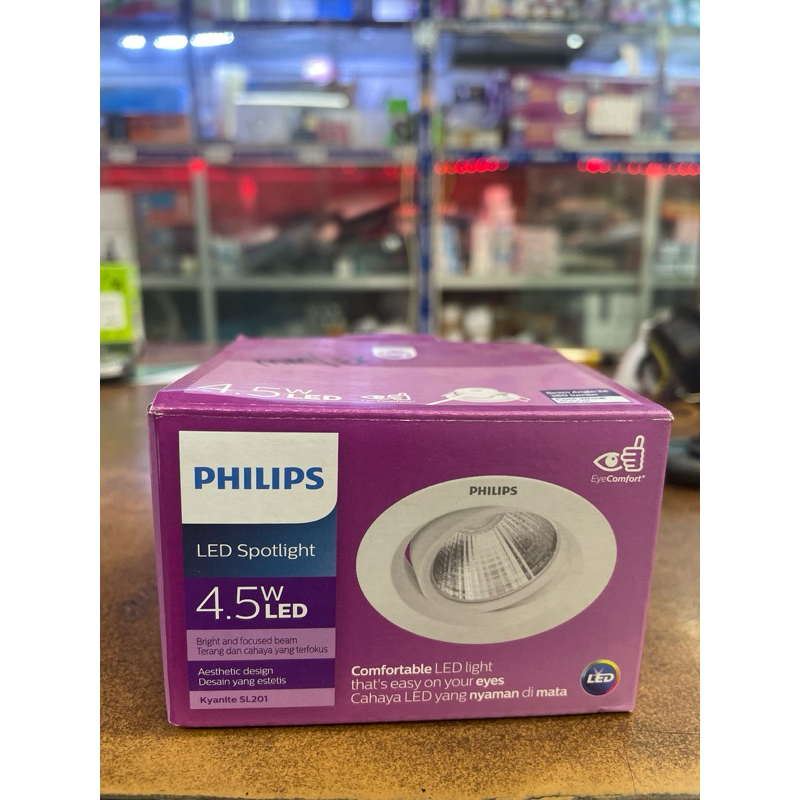 4.5W
LED
PHILIPS
LED Spotlight
4.5W
LED
Bright and focused beam
Terang dan cahaya yang terfokus
Aesthetic design
Desain yang estetis
Kyanite SL201
PHILIPS
EyeComfort*
Comfortable LED light
that's easy on your eyes
Cahaya LED yang nyaman di mata
LED